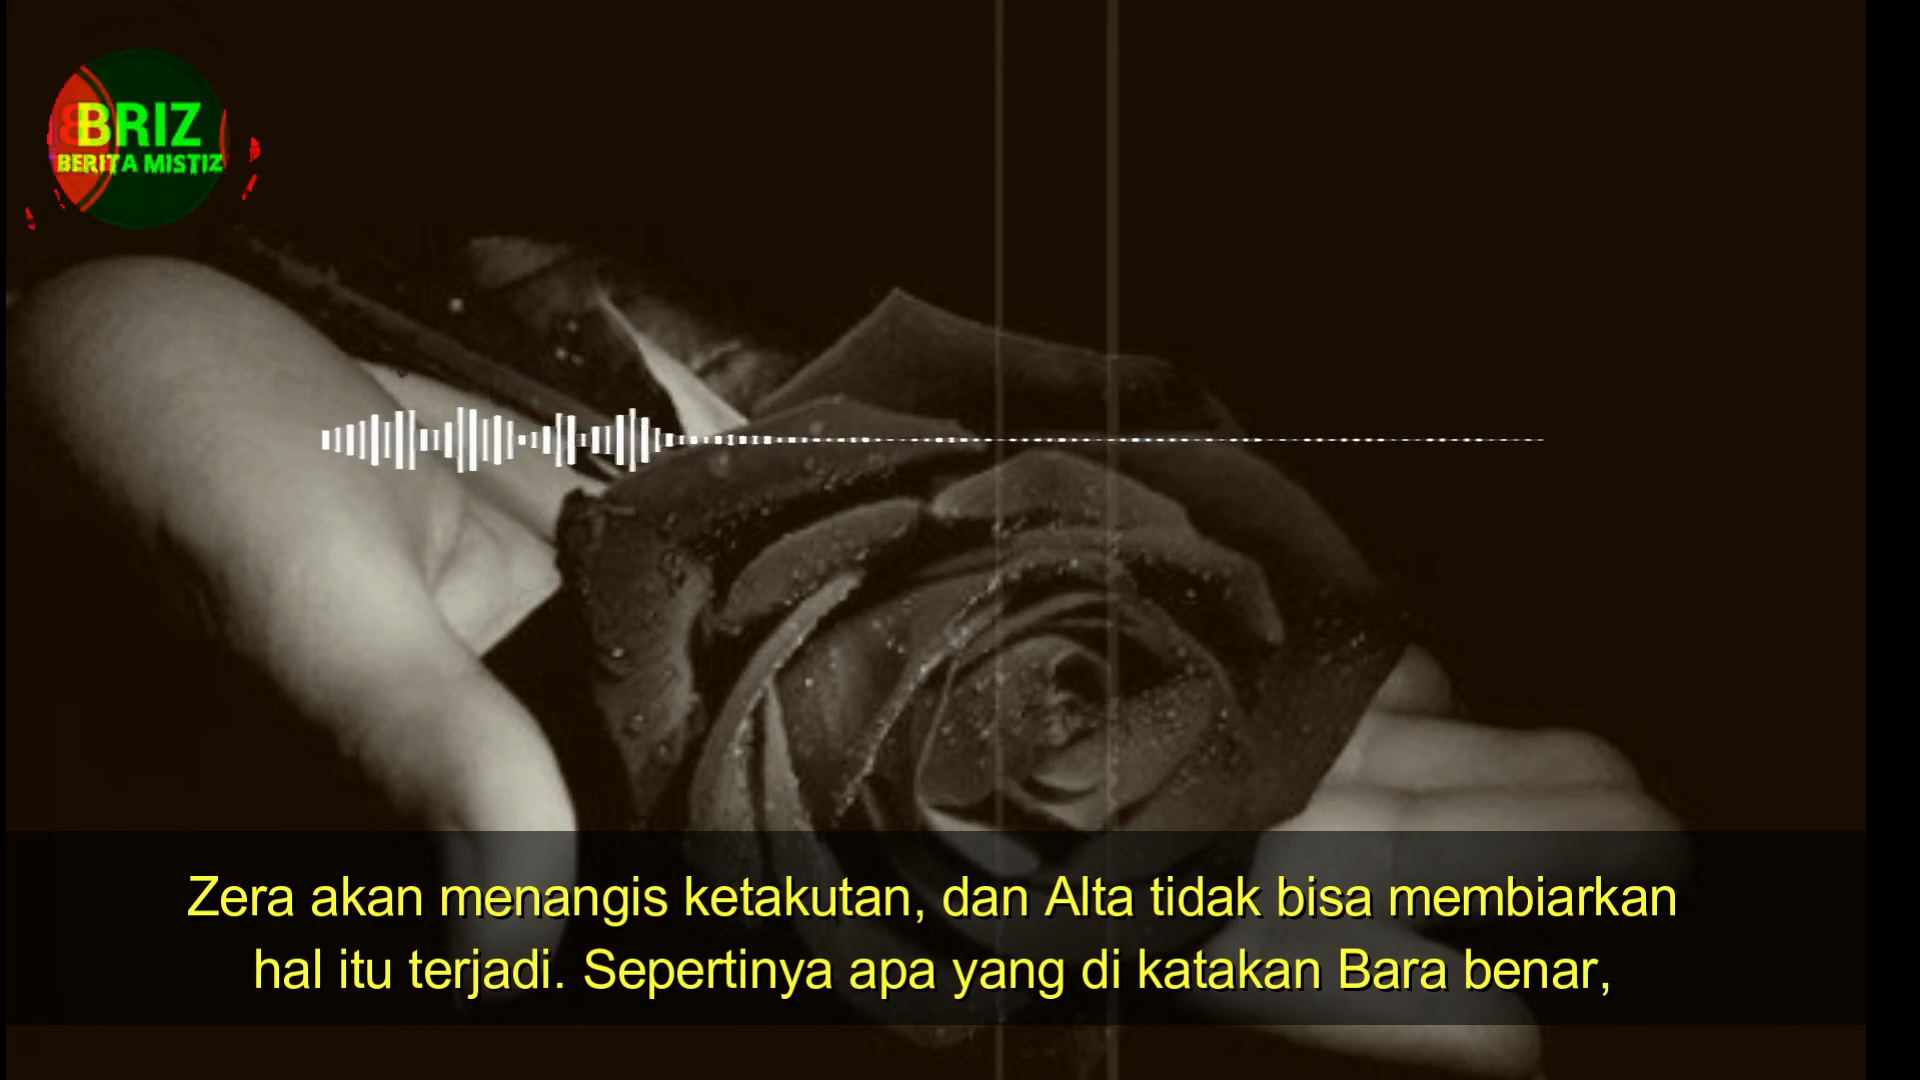 BRIZ
BERITA MISTIZ
Zera akan menangis ketakutan, dan Alta tidak bisa membiarkan
hal itu terjadi. Sepertinya apa yang di katakan Bara benar,